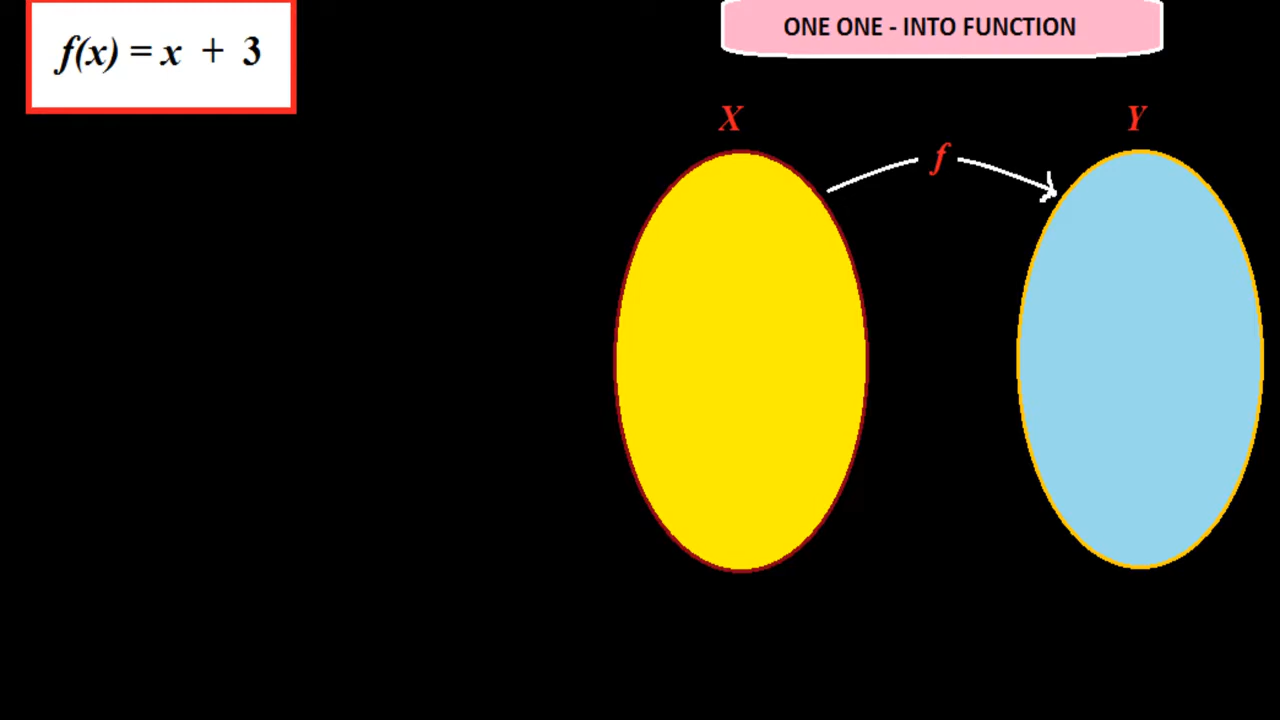 f(x) = x + 3
ONE ONE - INTO FUNCTION
X
Y
f